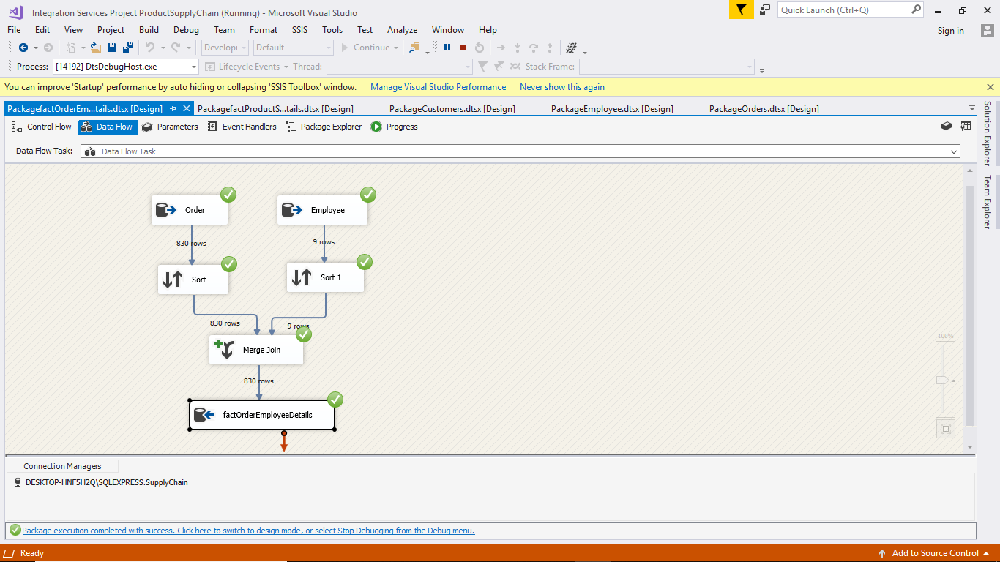 Integration Services Project ProductSupplyChain (Running) - Microsoft Visual Studio
Quick Launch (Ctrl+Q)
File Edit View Project Build Debug Team Format SSIS Tools Test Analyze Window Help
Sign in
Develop Default Continue
Process: [14192] DtsDebugHost.exe Lifecycle Events Thread: Stack Frame:
You can improve 'Startup' performance by auto hiding or collapsing 'SSIS Toolbox' window. Manage Visual Studio Performance Never show this again
PackagefactOrderEm...tails.dtsx [Design] PackagefactProductS...tails.dtsx [Design] PackageCustomers.dtsx [Design] PackageEmployee.dtsx [Design] PackageOrders.dtsx [Design]
Control Flow Data Flow Parameters Event Handlers Package Explorer Progress
Data Flow Task: Data Flow Task
Solution Explorer
Team Explorer
Order Employee
830 rows 9 rows
Sort Sort 1
830 rows 9 rows
Merge Join
830 rows
factOrderEmployeeDetails
100%
Connection Managers
DESKTOP-HNF5H2Q\SQLEXPRESS.SupplyChain
Package execution completed with success. Click here to switch to design mode, or select Stop Debugging from the Debug menu.
Ready Add to Source Control